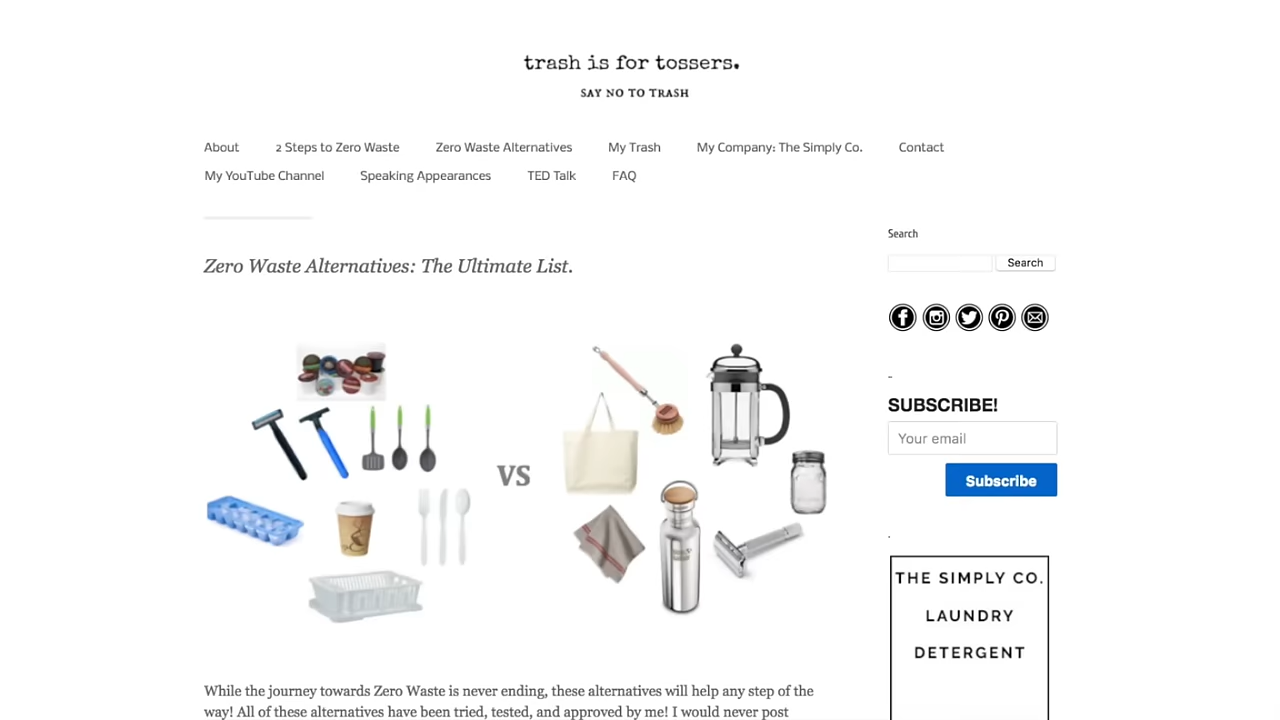 trash is for tossers.
SAY NO TO TRASH
About 2 Steps to Zero Waste Zero Waste Alternatives My Trash My Company: The Simply Co. Contact
My YouTube Channel Speaking Appearances TED Talk FAQ
Zero Waste Alternatives: The Ultimate List.
VS
While the journey towards Zero Waste is never ending, these alternatives will help any step of the
way! All of these alternatives have been tried, tested, and approved by me! I would never post
Search
Search
SUBSCRIBE!
Your email
Subscribe
THE SIMPLY CO.
LAUNDRY
DETERGENT